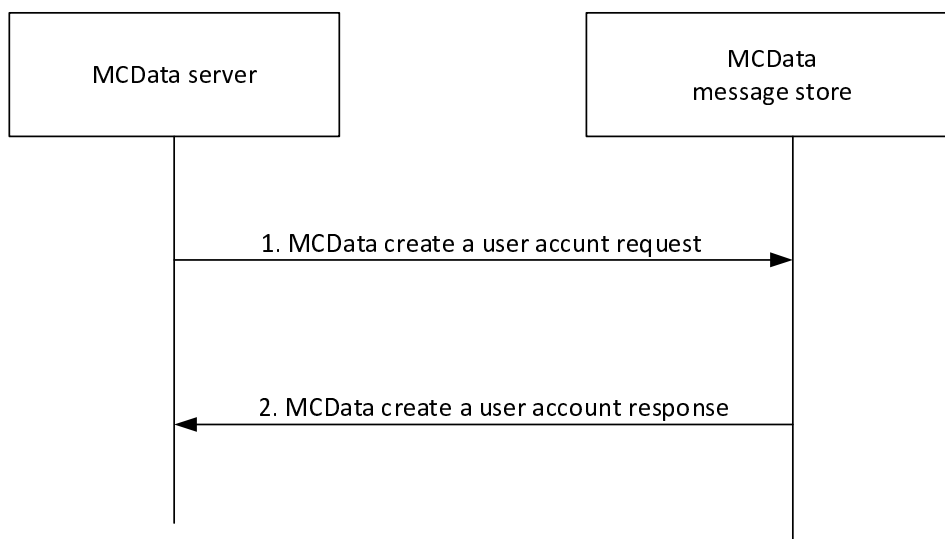 MCData server
MCData
message store
1. MCData create a user accunt request
2. MCData create a user account response